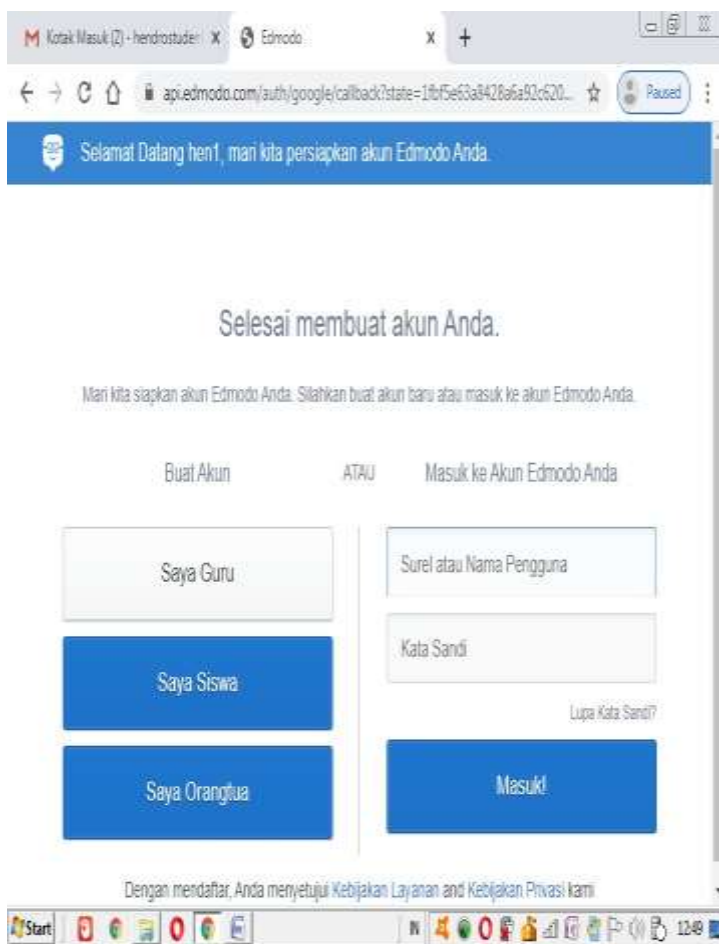 Kotak Masuk (2) - hendrostuden
Edmodo
api.edmodo.com/auth/google/callback?state=1fbf5e63a8428a6a92c620...
Paused
Selamat Datang hen1, mari kita persiapkan akun Edmodo Anda.
Selesai membuat akun Anda.
Mari kita siapkan akun Edmodo Anda. Silahkan buat akun baru atau masuk ke akun Edmodo Anda.
Buat Akun
ATAU
Masuk ke Akun Edmodo Anda
Saya Guru
Saya Siswa
Saya Orangtua
Surel atau Nama Pengguna
Kata Sandi
Lupa Kata Sandi?
Masuk!
Dengan mendaftar, Anda menyetujui Kebijakan Layanan and Kebijakan Privasi kami
Start
IN
12:49